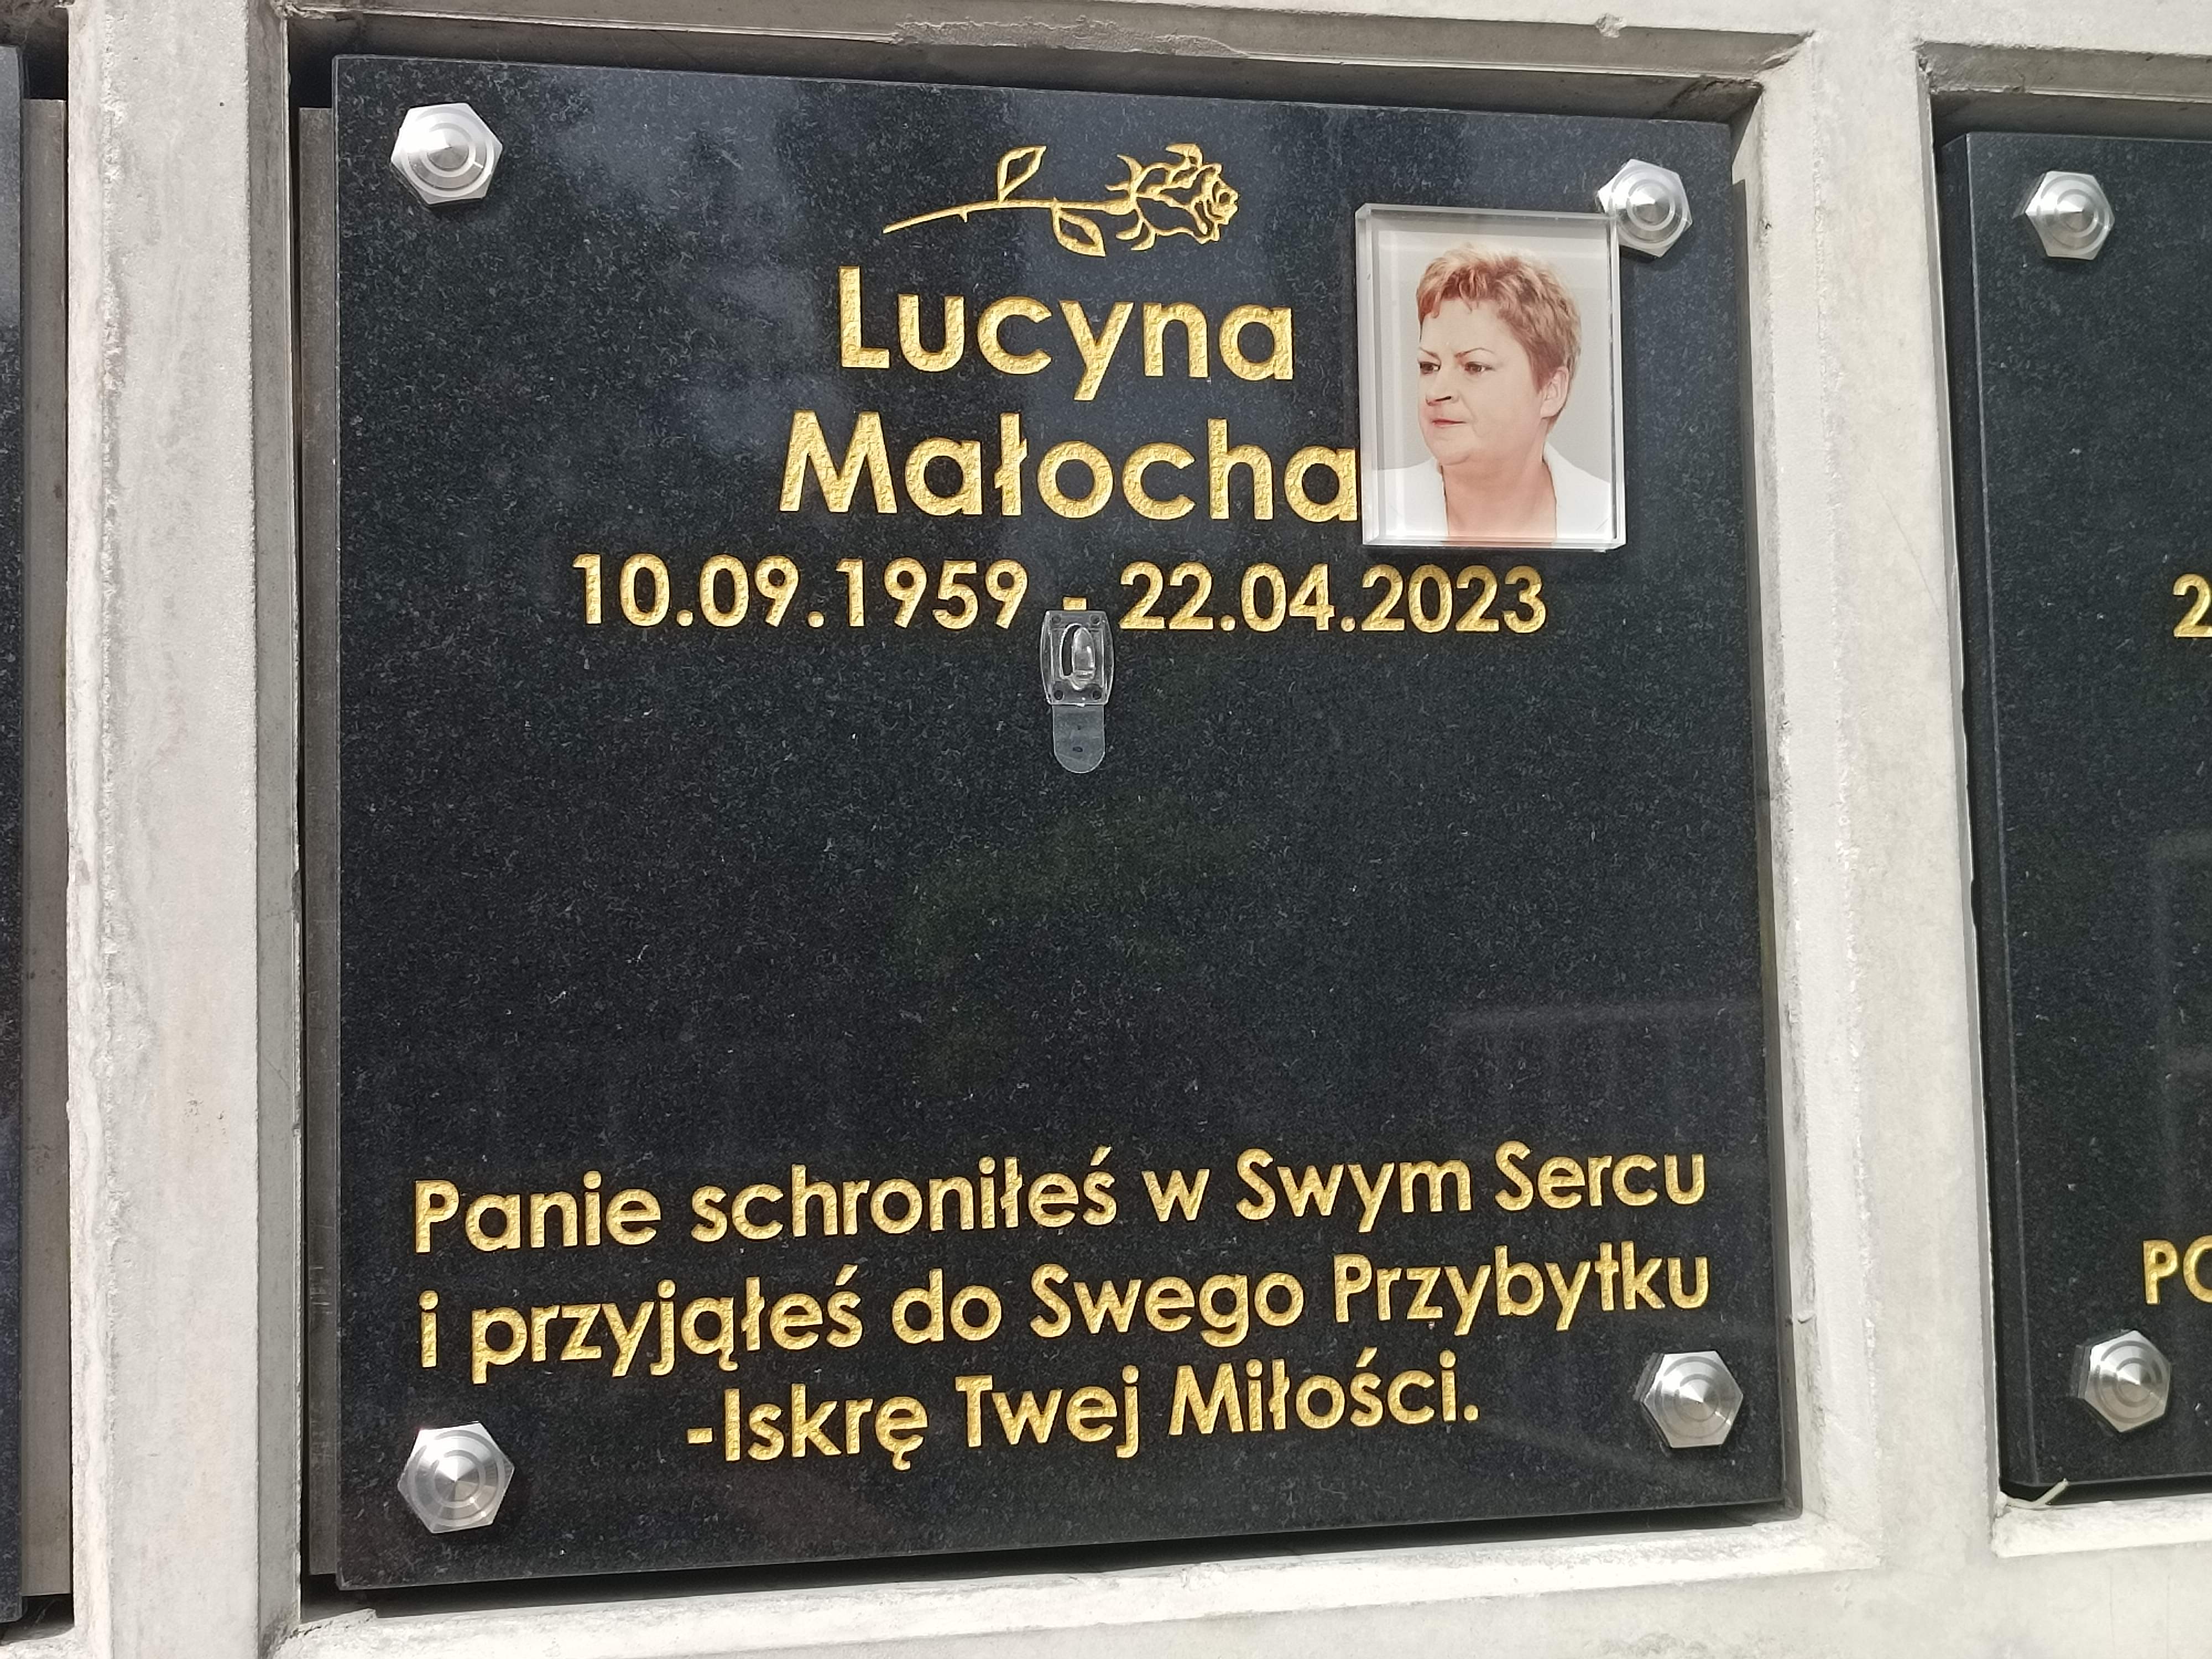 Lucyna
Małocha
10.09.1959 - 22.04.2023
Panie schroniłeś w Swym Sercu
i przyjąłeś do Swego Przybytku
-Iskrę Twej Miłości.